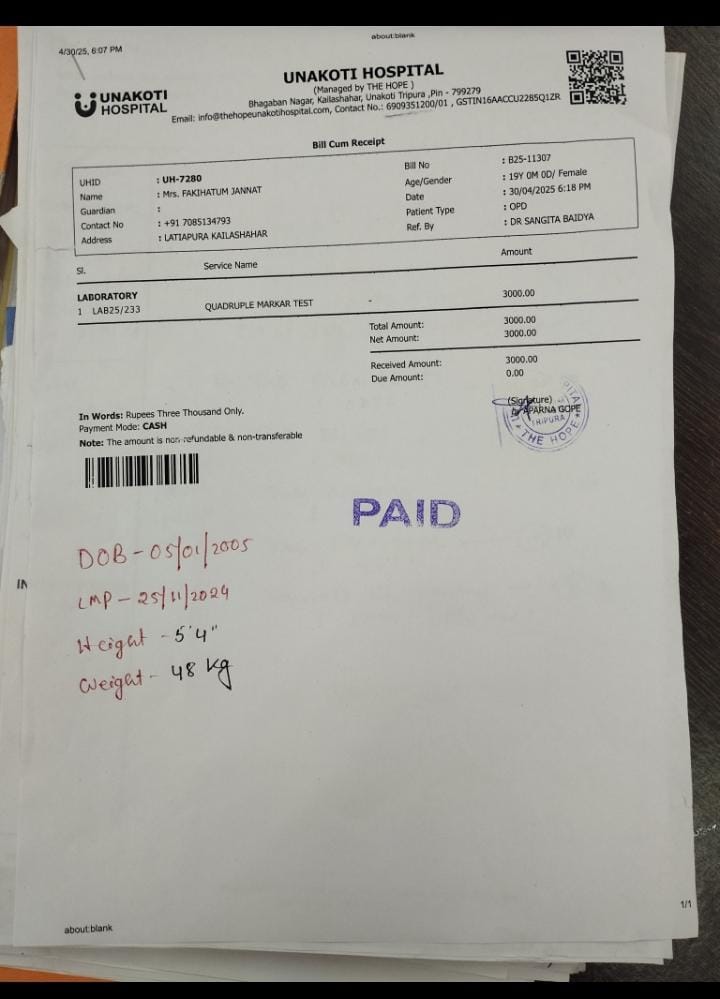 about:blank
4/30/25, 6:07 PM
UNAKOTI HOSPITAL
UNAKOTI HOSPITAL
(Managed by THE HOPE )
Bhagaban Nagar, Kailashahar, Unakoti Tripura ,Pin - 799279
Email: info@thehopeunakotihospital.com, Contact No.: 6909351200/01 , GSTIN16AACCU2285Q1ZR
Bill Cum Receipt
UHID : UH-7280 Bill No : B25-11307
Name : Mrs. FAKIHATUM JANNAT Age/Gender : 19Y 0M 0D/ Female
Guardian : Date : 30/04/2025 6:18 PM
Contact No : +91 7085134793 Patient Type : OPD
Address : LATIAPURA KAILASHAHAR Ref. By : DR SANGITA BAIDYA
Sl. Service Name Amount
LABORATORY
1 LAB25/233 QUADRUPLE MARKAR TEST - 3000.00
Total Amount: 3000.00
Net Amount: 3000.00
Received Amount: 3000.00
Due Amount: 0.00
In Words: Rupees Three Thousand Only.
Payment Mode: CASH
Note: The amount is non-refundable & non-transferable
(Signature)
APARNA GOPE
TRIPURA
THE HOPE
PAID
DOB - 05/01/2005
LMP - 25/11/2024
Height - 5'4"
Weight - 48 kg
IN
1/1
about:blank